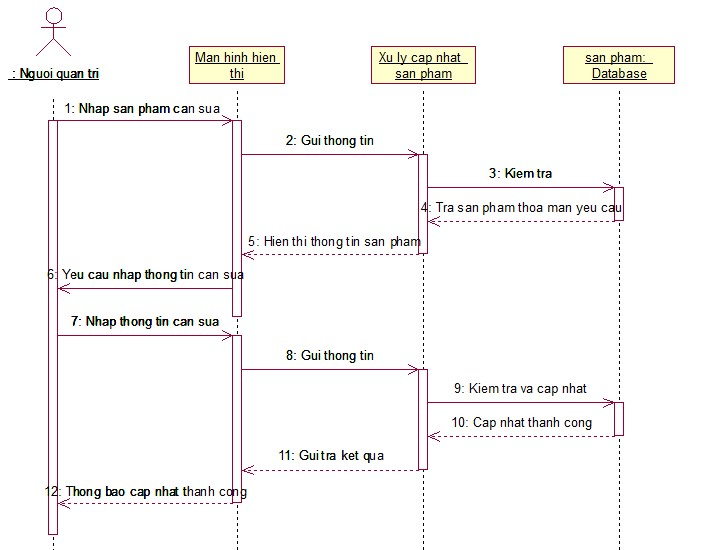 : Nguoi quan tri
Man hinh hien
thi
Xu ly cap nhat
san pham
san pham:
Database
1: Nhap san pham can sua
2: Gui thong tin
3: Kiem tra
4: Tra san pham thoa man yeu cau
5: Hien thi thong tin san pham
6: Yeu cau nhap thong tin can sua
7: Nhap thong tin can sua
8: Gui thong tin
9: Kiem tra va cap nhat
10: Cap nhat thanh cong
11: Gui tra ket qua
12: Thong bao cap nhat thanh cong